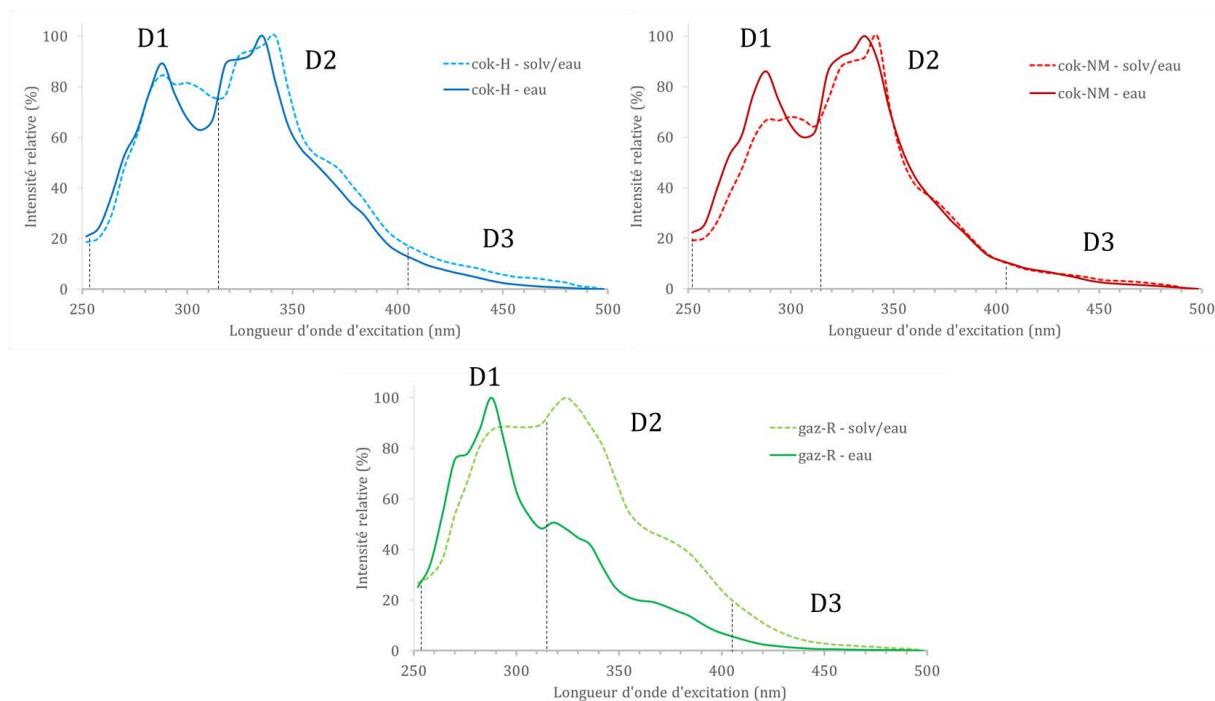 D1
D2
D3
Intensité relative (%)
100
80
60
40
20
0
250
300
350
400
450
500
Longueur d'onde d'excitation (nm)
cok-H - solv/eau
cok-H - eau
D1
D2
D3
Intensité relative (%)
100
80
60
40
20
0
250
300
350
400
450
500
Longueur d'onde d'excitation (nm)
cok-NM - solv/eau
cok-NM - eau
D1
D2
D3
Intensité relative (%)
100
80
60
40
20
0
250
300
350
400
450
500
Longueur d'onde d'excitation (nm)
gaz-R - solv/eau
gaz-R - eau